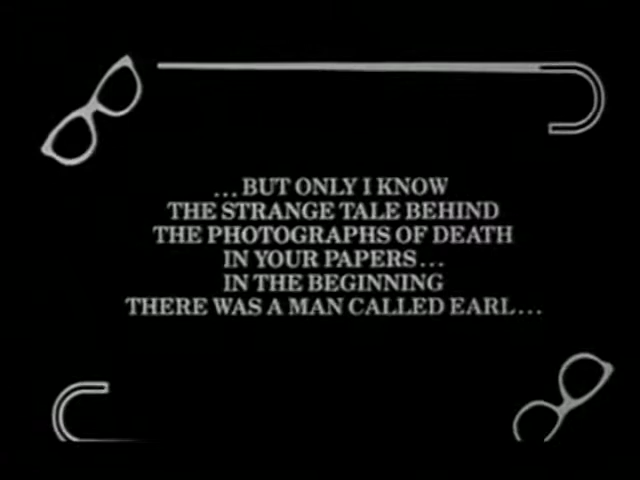 ... BUT ONLY I KNOW
THE STRANGE TALE BEHIND
THE PHOTOGRAPHS OF DEATH
IN YOUR PAPERS ...
IN THE BEGINNING
THERE WAS A MAN CALLED EARL ...